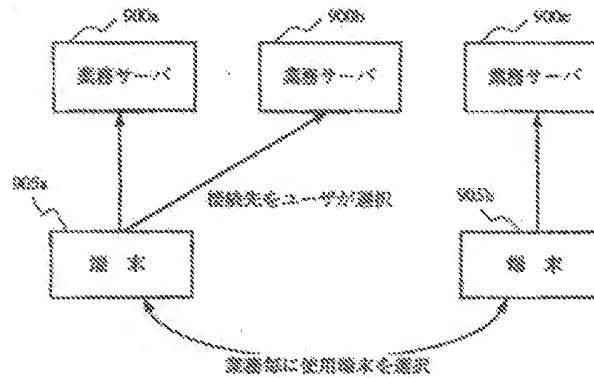 900a
900b
900c
業務サーバ
業務サーバ
業務サーバ
905a
接続先をユーザが選択
905b
端 末
端 末
業務毎に使用端末を選択